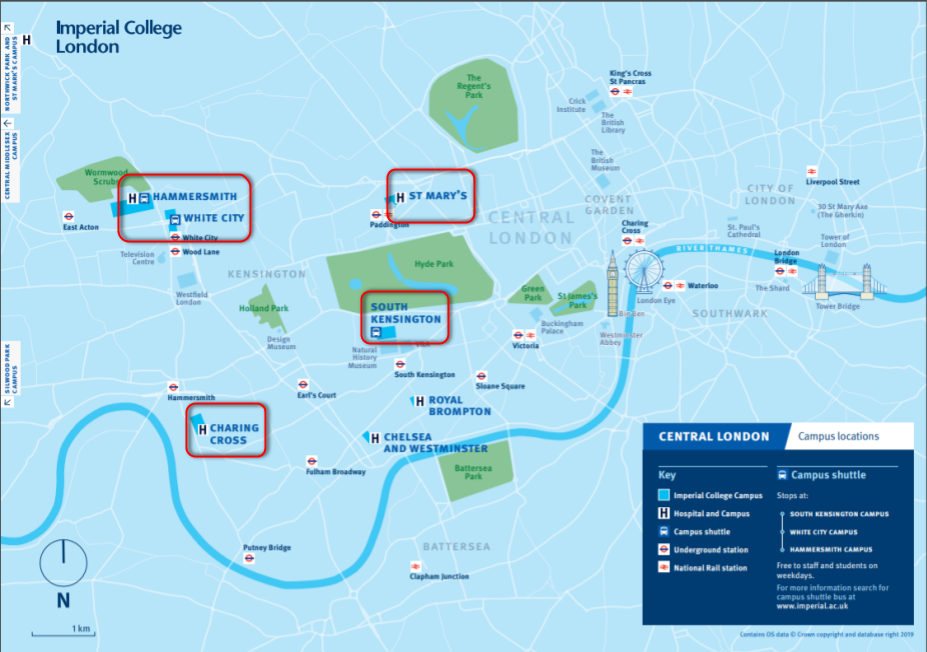 Imperial College
London
NORTHWICK PARK AND
ST MARK'S CAMPUS
H
CENTRAL MIDDLESEX
CAMPUS
SILWOOD PARK
CAMPUS
The
Regent's
Park
King's Cross
St Pancras
Crick
Institute
The
British
Library
The
British
Museum
Wormwood
Scrubs
H HAMMERSMITH
WHITE CITY
East Acton
White City
Wood Lane
Television
Centre
Westfield
London
H ST MARY'S
Paddington
CENTRAL
LONDON
COVENT
GARDEN
CITY OF
LONDON
Liverpool Street
30 St Mary Axe
(The Gherkin)
St. Paul's
Cathedral
Tower of
London
Charing
Cross
RIVER THAMES
London
Bridge
The Shard
Tower Bridge
Waterloo
London Eye
Big Ben
SOUTHWARK
KENSINGTON
Hyde Park
Holland Park
Design
Museum
SOUTH
KENSINGTON
Natural
History
Museum
V&A
Green
Park
St James's
Park
Buckingham
Palace
Westminster
Abbey
Victoria
South Kensington
Sloane Square
Earl's Court
Hammersmith
H CHARING
CROSS
H ROYAL
BROMPTON
H CHELSEA
AND WESTMINSTER
Fulham Broadway
Battersea
Park
BATTERSEA
Putney Bridge
Clapham Junction
N
1 km
CENTRAL LONDON
Campus locations
Key
Imperial College Campus
H Hospital and Campus
Campus shuttle
Underground station
National Rail station
Campus shuttle
Stops at:
SOUTH KENSINGTON CAMPUS
WHITE CITY CAMPUS
HAMMERSMITH CAMPUS
Free to staff and students on
weekdays.
For more information search for
campus shuttle bus at
www.imperial.ac.uk
Contains OS data © Crown copyright and database right 2019